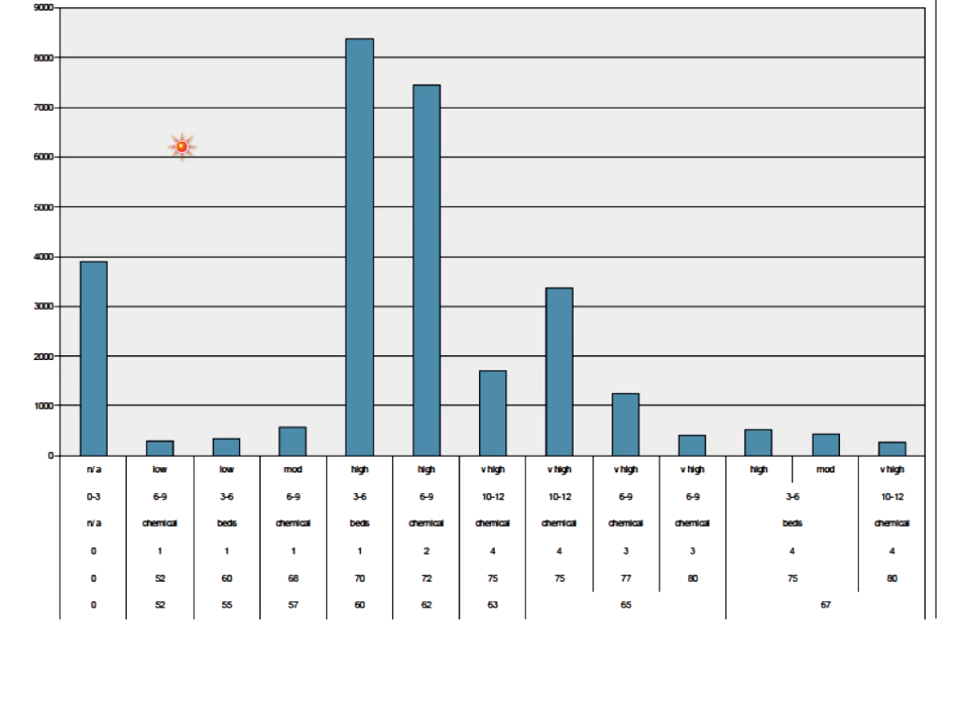 9000
8000
7000
6000
5000
4000
3000
2000
1000
0
n/a low low mod high high v high v high v high v high high mod v high
0-3 6-9 3-6 6-9 3-6 6-9 10-12 10-12 6-9 6-9 3-6 10-12
n/a chemical beds chemical beds chemical chemical chemical chemical chemical beds chemical
0 1 1 1 1 2 4 4 3 3 4 4
0 52 60 68 70 72 75 75 77 80 75 80
0 52 55 57 60 62 63 65 67